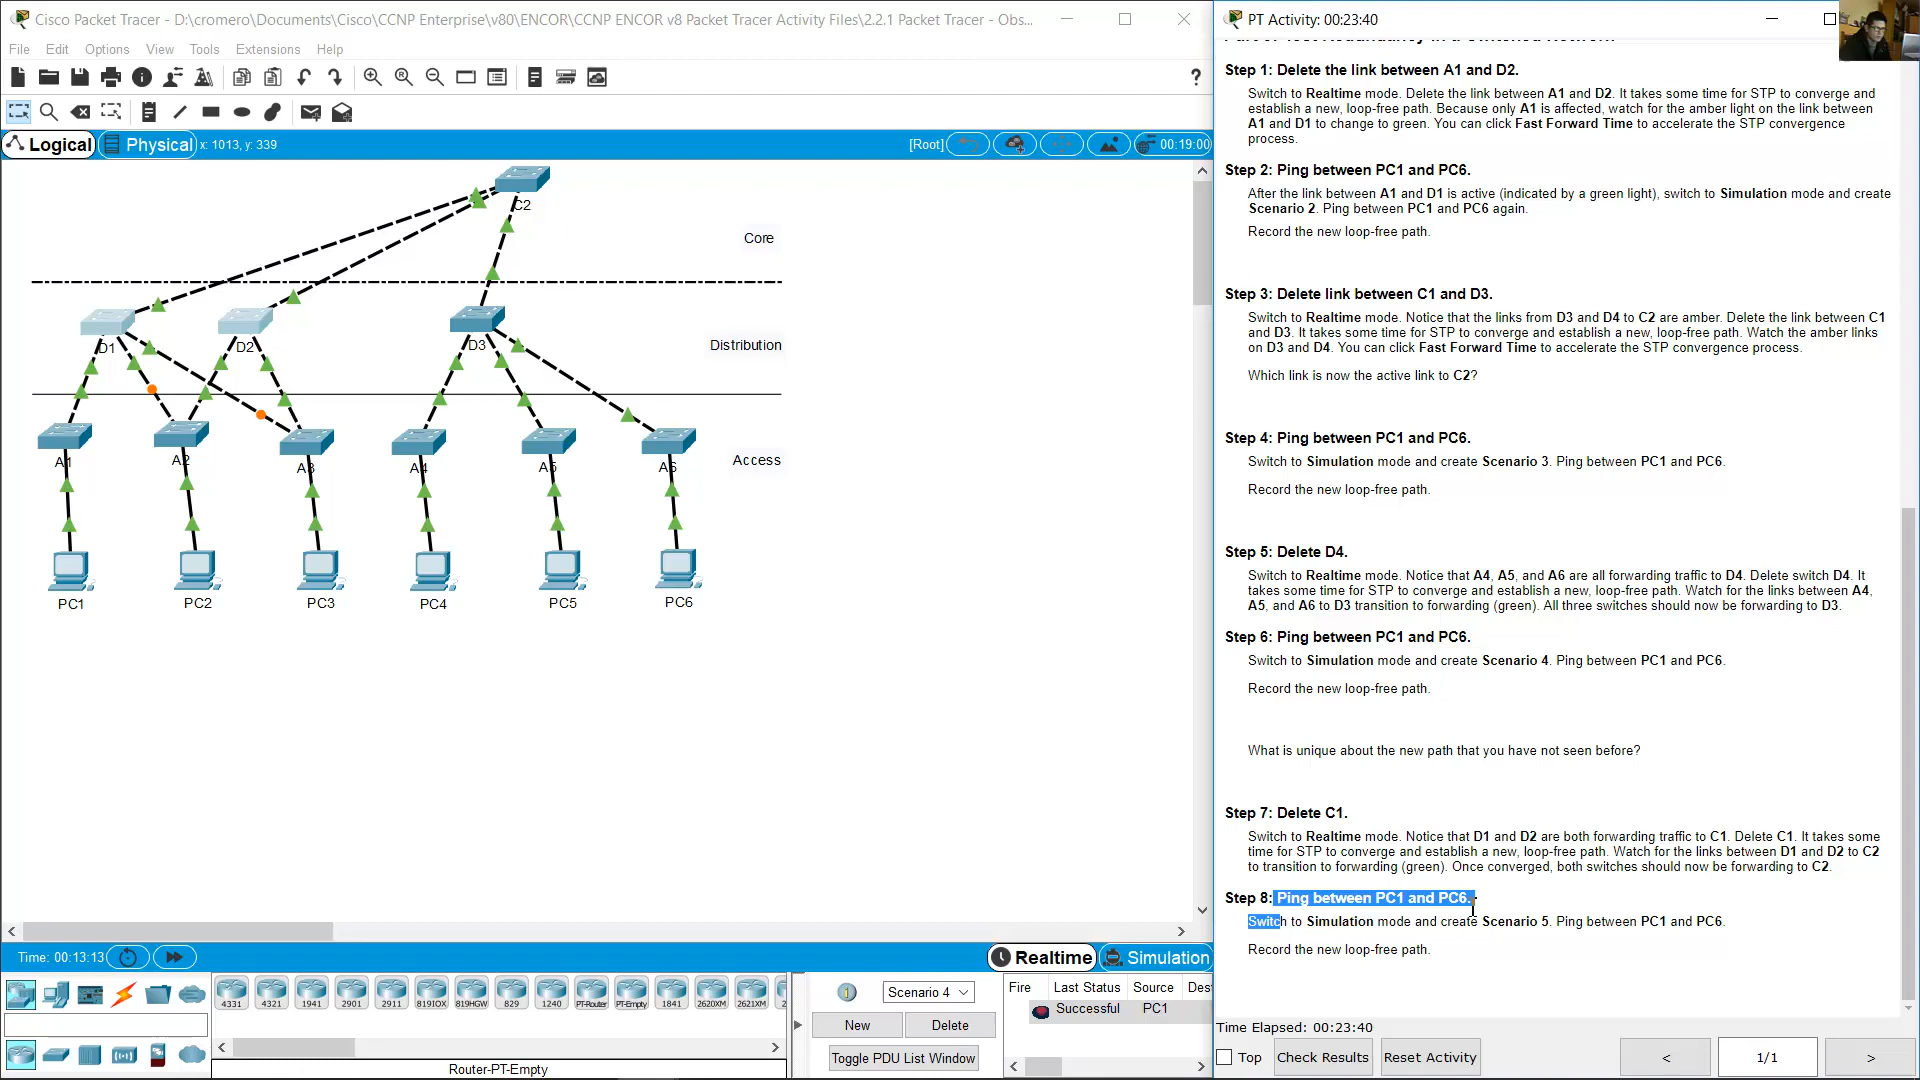 Cisco Packet Tracer - D:\cromero\Documents\Cisco\CCNP Enterprise\v80\ENCOR\CCNP ENCOR v8 Packet Tracer Activity Files\2.2.1 Packet Tracer - Obs...
File Edit Options View Tools Scripting Help
File Edit Options View Tools Extensions Help
Logical Physical x: 1013, y: 339 [Root] 00:19:00
C2
Core
D1 D2 D3
Distribution
A1 A2 A3 A4 A5 A6
Access
PC1 PC2 PC3 PC4 PC5 PC6
Time: 00:13:13 Realtime Simulation
4331 4321 1941 2901 2911 819IOX 819HGW 829 1240 PT-Router PT-Empty 1841 2620XM 2621XM
Router-PT-Empty
Scenario 4
New Delete
Toggle PDU List Window
Fire Last Status Source Dest
Successful PC1
PT Activity: 00:23:40
Step 1: Delete the link between A1 and D2.
Switch to Realtime mode. Delete the link between A1 and D2. It takes some time for STP to converge and
establish a new, loop-free path. Because only A1 is affected, watch for the amber light on the link between
A1 and D1 to change to green. You can click Fast Forward Time to accelerate the STP convergence
process.
Step 2: Ping between PC1 and PC6.
After the link between A1 and D1 is active (indicated by a green light), switch to Simulation mode and create
Scenario 2. Ping between PC1 and PC6 again.
Record the new loop-free path.
Step 3: Delete link between C1 and D3.
Switch to Realtime mode. Notice that the links from D3 and D4 to C2 are amber. Delete the link between C1
and D3. It takes some time for STP to converge and establish a new, loop-free path. Watch the amber links
on D3 and D4. You can click Fast Forward Time to accelerate the STP convergence process.
Which link is now the active link to C2?
Step 4: Ping between PC1 and PC6.
Switch to Simulation mode and create Scenario 3. Ping between PC1 and PC6.
Record the new loop-free path.
Step 5: Delete D4.
Switch to Realtime mode. Notice that A4, A5, and A6 are all forwarding traffic to D4. Delete switch D4. It
takes some time for STP to converge and establish a new, loop-free path. Watch for the links between A4,
A5, and A6 to D3 transition to forwarding (green). All three switches should now be forwarding to D3.
Step 6: Ping between PC1 and PC6.
Switch to Simulation mode and create Scenario 4. Ping between PC1 and PC6.
Record the new loop-free path.
What is unique about the new path that you have not seen before?
Step 7: Delete C1.
Switch to Realtime mode. Notice that D1 and D2 are both forwarding traffic to C1. Delete C1. It takes some
time for STP to converge and establish a new, loop-free path. Watch for the links between D1 and D2 to C2
to transition to forwarding (green). Once converged, both switches should now be forwarding to C2.
Step 8: Ping between PC1 and PC6.
Switch to Simulation mode and create Scenario 5. Ping between PC1 and PC6.
Record the new loop-free path.
Time Elapsed: 00:23:40
Top Check Results Reset Activity < 1/1 >